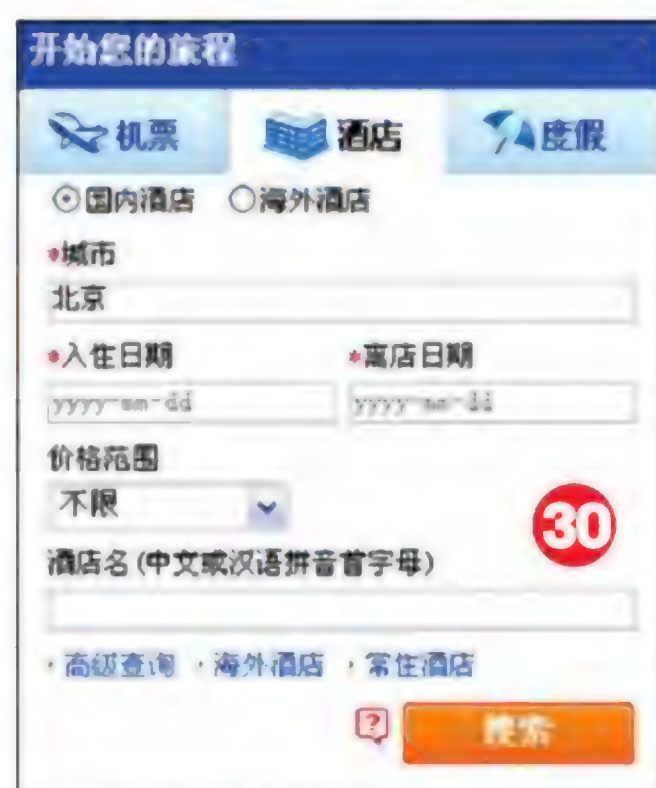 开始您的旅程
机票 酒店 度假
国内酒店 海外酒店
*城市
北京
*入住日期 *离店日期
yyyy-mm-dd yyyy-mm-dd
价格范围
不限
30
酒店名(中文或汉语拼音首字母)
· 高级查询 · 海外酒店 · 常住酒店
? 搜索